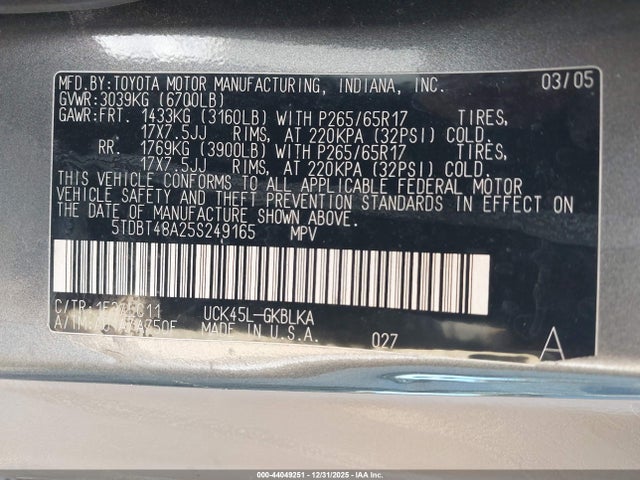 MFD.BY:TOYOTA MOTOR MANUFACTURING, INDIANA, INC. 03/05
GVWR:3039KG (6700LB)
GAWR:FRT. 1433KG (3160LB) WITH P265/65R17 TIRES,
17X7.5JJ RIMS, AT 220KPA (32PSI) COLD.
RR. 1769KG (3900LB) WITH P265/65R17 TIRES,
17X7.5JJ RIMS, AT 220KPA (32PSI) COLD.
THIS VEHICLE CONFORMS TO ALL APPLICABLE FEDERAL MOTOR
VEHICLE SAFETY AND THEFT PREVENTION STANDARDS IN EFFECT ON
THE DATE OF MANUFACTURE SHOWN ABOVE.
5TDBT48A25S249165 MPV
C/TR: UCK45L-GKBLKA
MADE IN U.S.A. 027 A
000-44049251 - 12/31/2025 - IAA Inc.